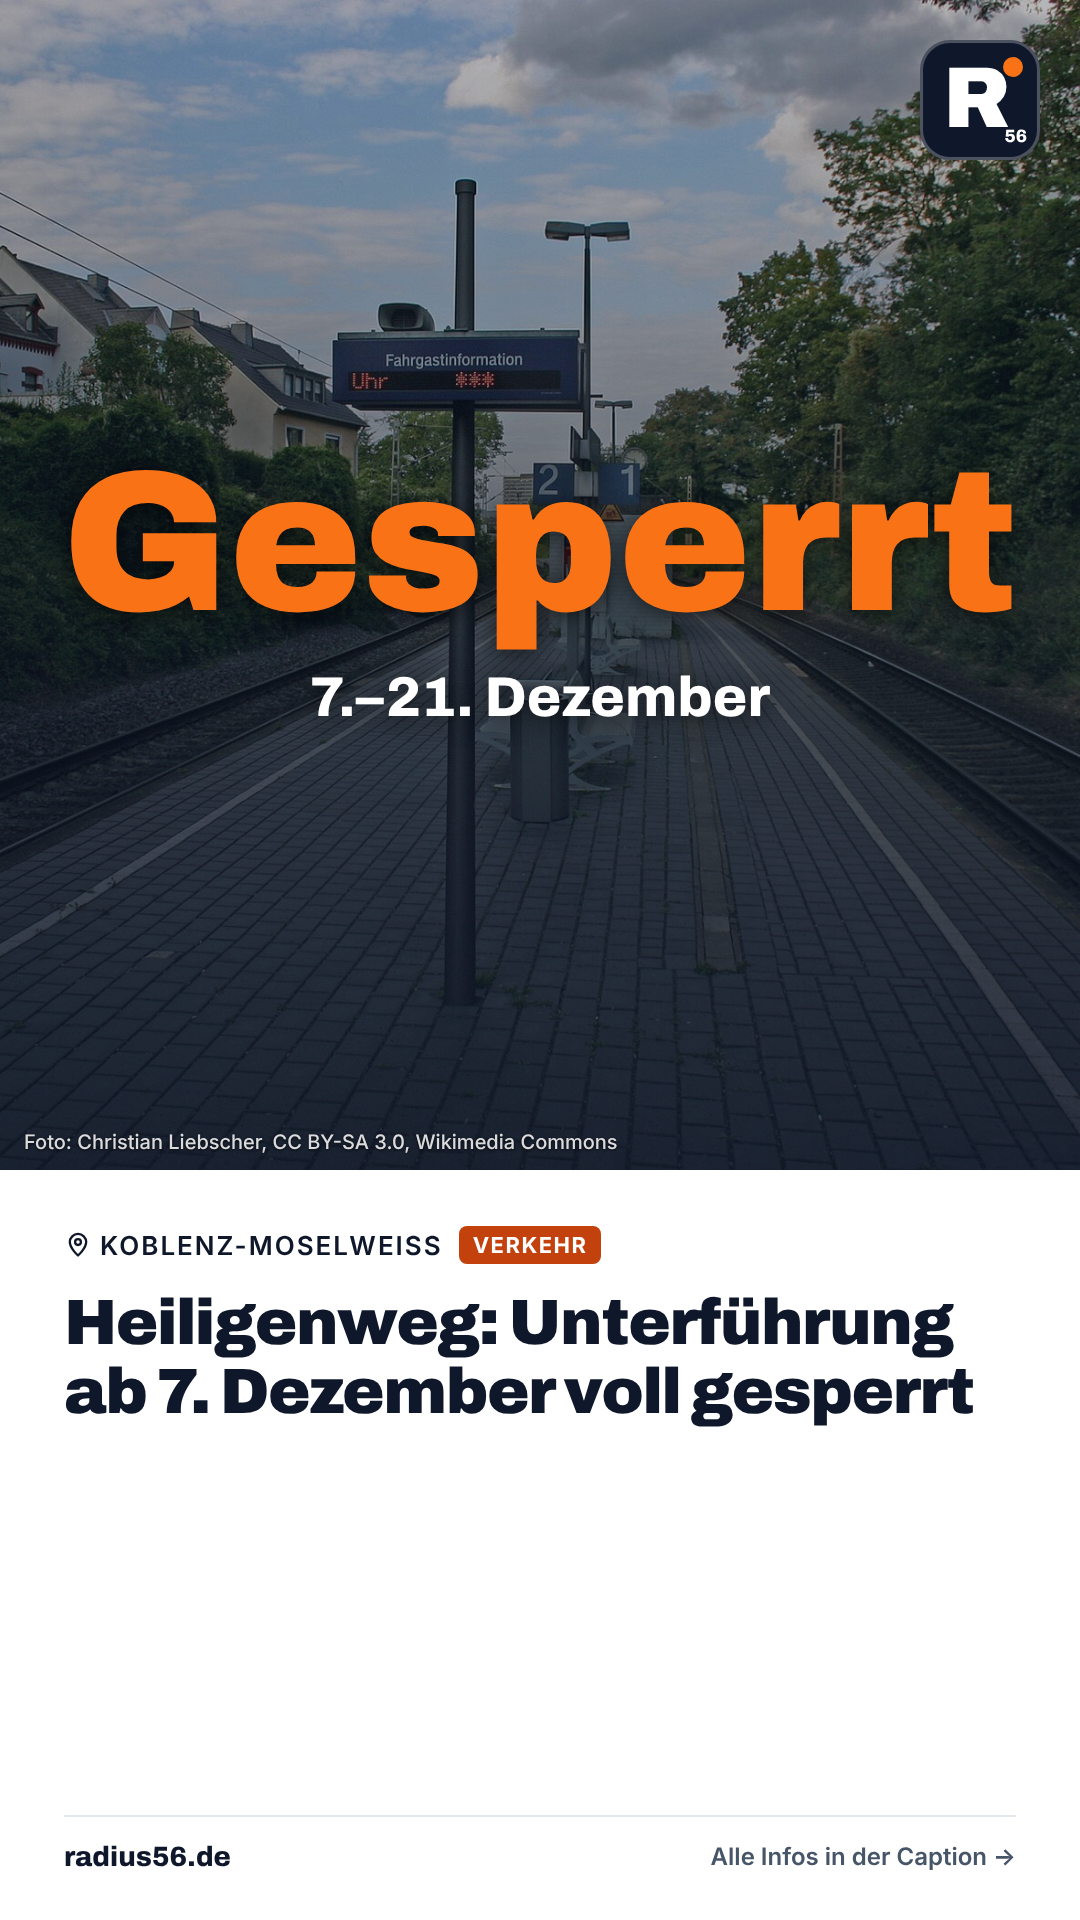 R
56
Fahrgastinformation
Uhr ***
2 1
Gesperrt
7.–21. Dezember
Foto: Christian Liebscher, CC BY-SA 3.0, Wikimedia Commons
KOBLENZ-MOSELWEISS VERKEHR
Heiligenweg: Unterführung
ab 7. Dezember voll gesperrt
radius56.de
Alle Infos in der Caption →